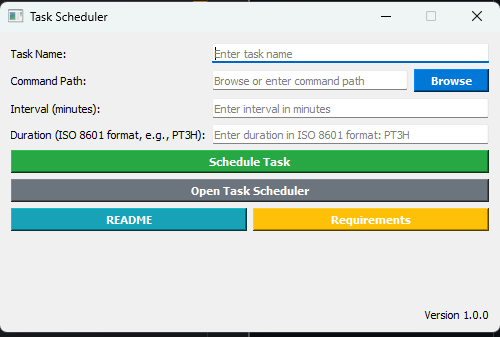 Task Scheduler
Task Name: Enter task name
Command Path: Browse or enter command path Browse
Interval (minutes): Enter interval in minutes
Duration (ISO 8601 format, e.g., PT3H): Enter duration in ISO 8601 format: PT3H
Schedule Task
Open Task Scheduler
README Requirements
Version 1.0.0